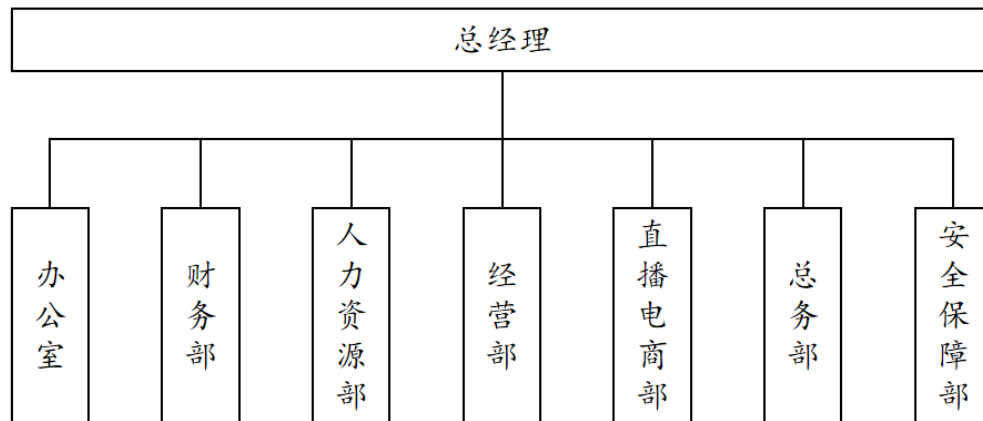 总经理
办公室
财务部
人力资源部
经营部
直播电商部
总务部
安全保障部